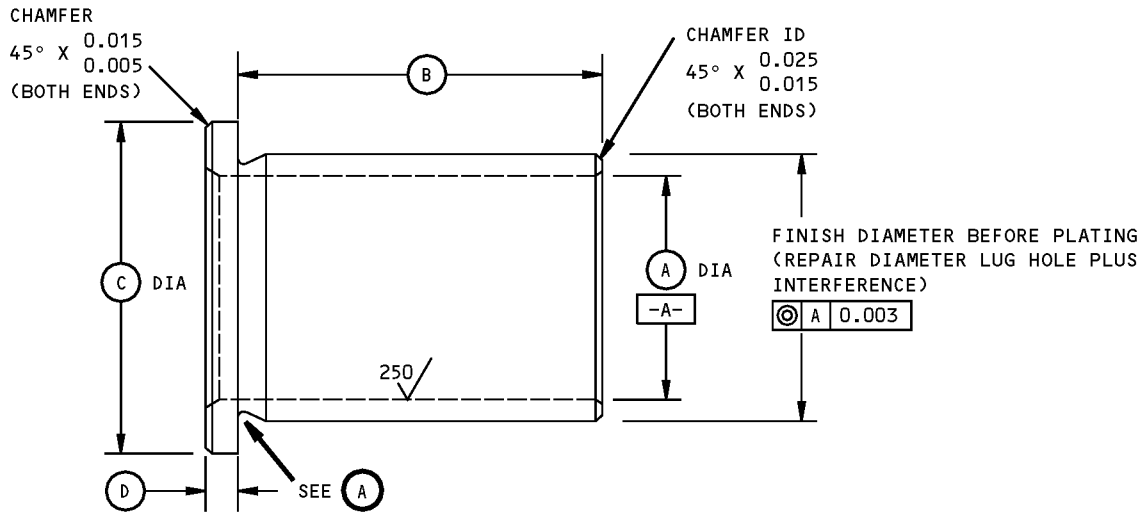 CHAMFER
45° X 0.015
0.005
(BOTH ENDS)
B
CHAMFER ID
45° X 0.025
0.015
(BOTH ENDS)
C DIA
A DIA
-A-
FINISH DIAMETER BEFORE PLATING
(REPAIR DIAMETER LUG HOLE PLUS
INTERFERENCE)
◎ A 0.003
250
D
SEE A